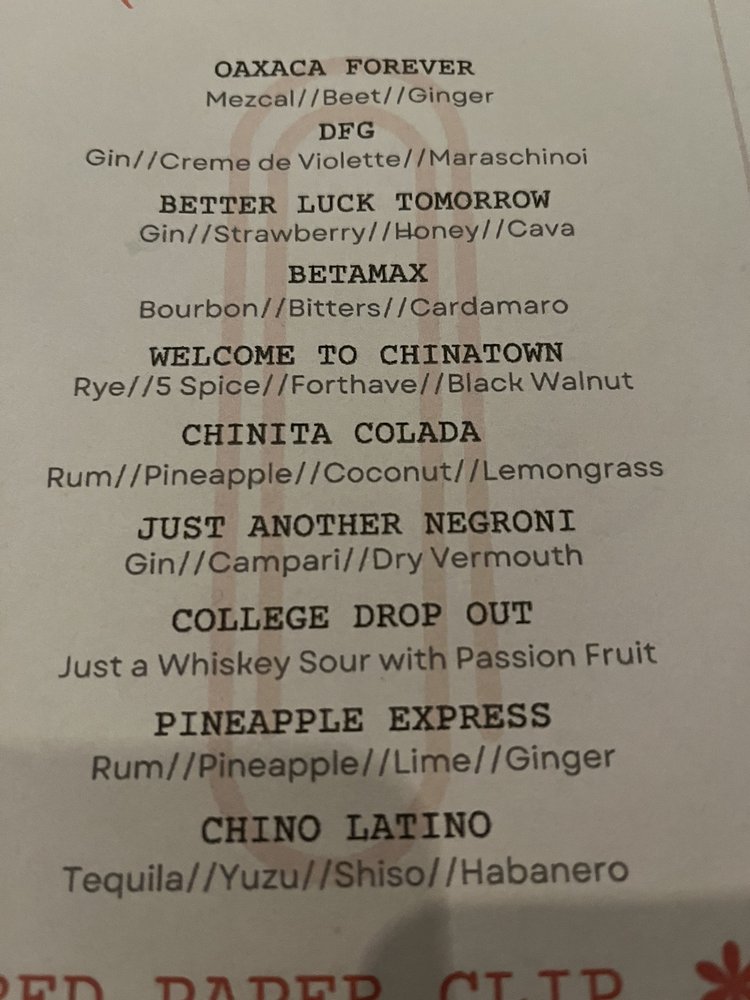 OAXACA FOREVER
Mezcal//Beet//Ginger
DFG
Gin//Creme de Violette//Maraschinoi
BETTER LUCK TOMORROW
Gin//Strawberry//Honey//Cava
BETAMAX
Bourbon//Bitters//Cardamaro
WELCOME TO CHINATOWN
Rye//5 Spice//Forthave//Black Walnut
CHINITA COLADA
Rum//Pineapple//Coconut//Lemongrass
JUST ANOTHER NEGRONI
Gin//Campari//Dry Vermouth
COLLEGE DROP OUT
Just a Whiskey Sour with Passion Fruit
PINEAPPLE EXPRESS
Rum//Pineapple//Lime//Ginger
CHINO LATINO
Tequila//Yuzu//Shiso//Habanero
PAPER CLIP